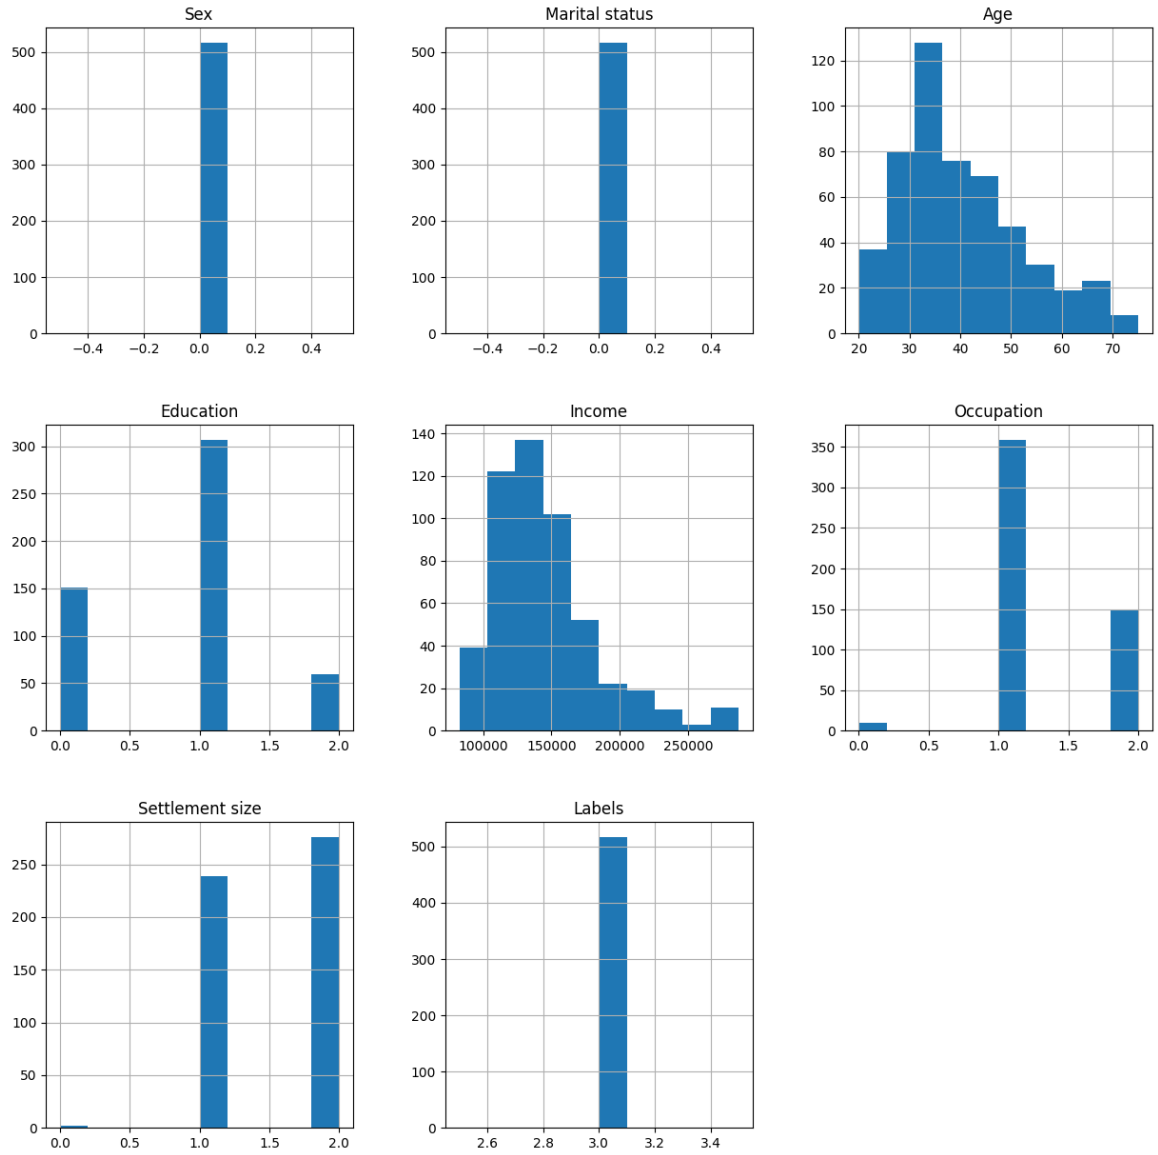 Sex Marital status Age
500 500 120
400 400 100
300 300 80
200 200 60
100 100 40
0 0 20
0
−0.4 −0.2 0.0 0.2 0.4 −0.4 −0.2 0.0 0.2 0.4 20 30 40 50 60 70
Education Income Occupation
300 140 350
250 120 300
200 100 250
150 80 200
100 60 150
50 40 100
0 20 50
0 0
0.0 0.5 1.0 1.5 2.0 100000 150000 200000 250000 0.0 0.5 1.0 1.5 2.0
Settlement size Labels
250 500
200 400
150 300
100 200
50 100
0 0
0.0 0.5 1.0 1.5 2.0 2.6 2.8 3.0 3.2 3.4